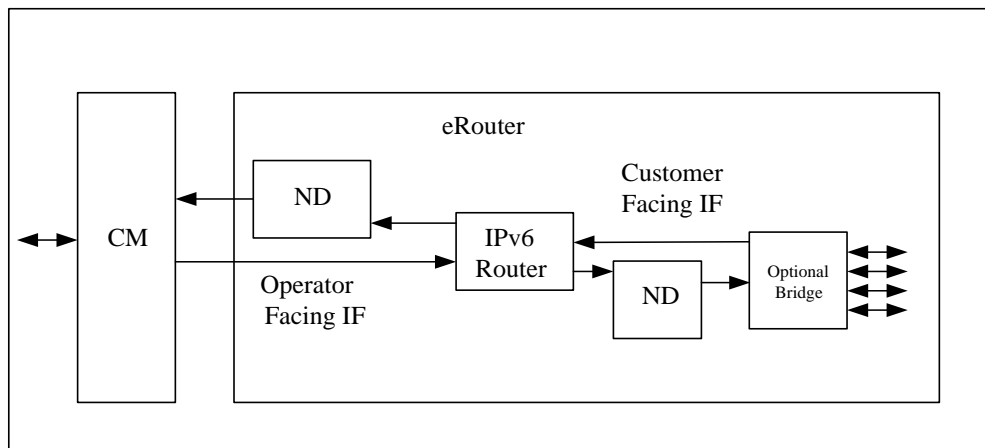 eRouter
CM
ND
Customer
Facing IF
IPv6
Router
Operator
Facing IF
ND
Optional
Bridge